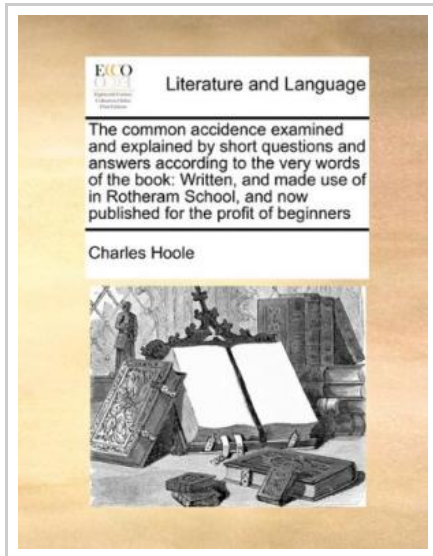 ECCO
Literature and Language
The common accidence examined
and explained by short questions and
answers according to the very words
of the book: Written, and made use of
in Rotheram School, and now
published for the profit of beginners
Charles Hoole